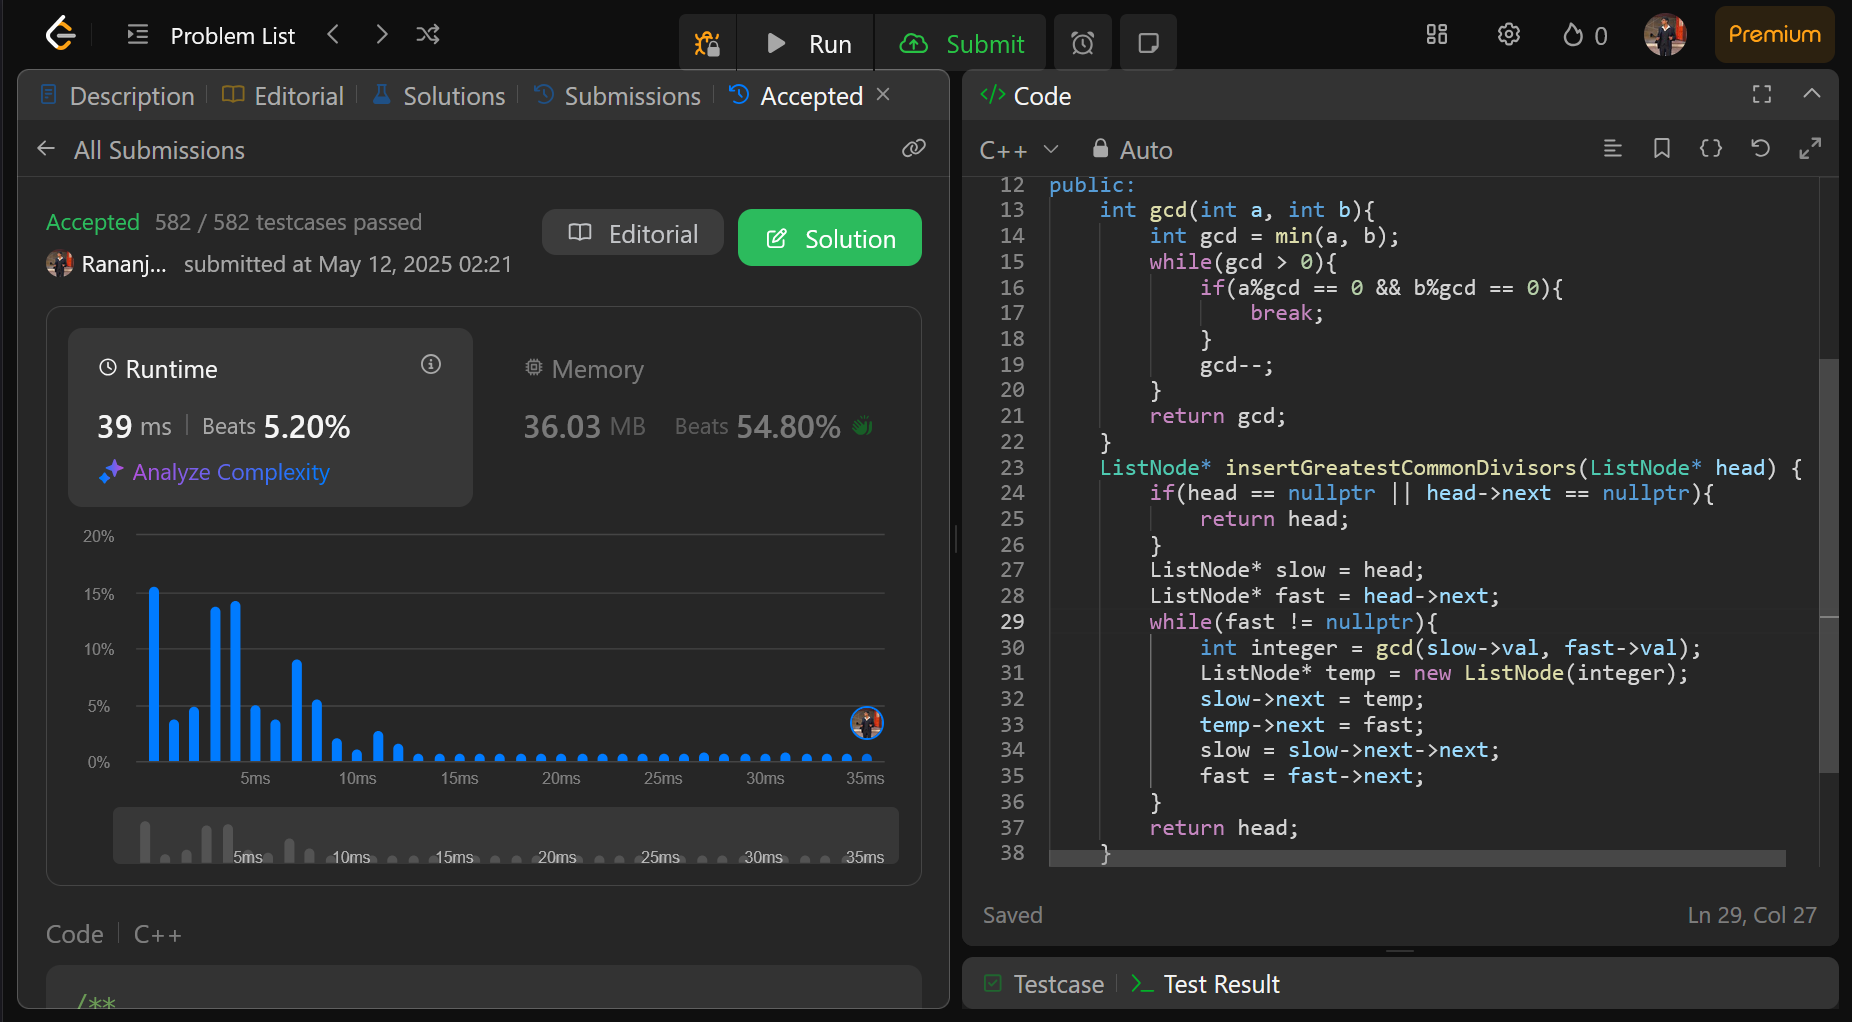 Problem List
Run
Submit
0
Premium
Description
Editorial
Solutions
Submissions
Accepted
All Submissions
Accepted 582 / 582 testcases passed
Rananj... submitted at May 12, 2025 02:21
Editorial
Solution
Runtime
39 ms Beats 5.20%
Analyze Complexity
Memory
36.03 MB Beats 54.80%
20%
15%
10%
5%
0%
5ms 10ms 15ms 20ms 25ms 30ms 35ms
5ms 10ms 15ms 20ms 25ms 30ms 35ms
Code C++
/**
</> Code
C++ Auto
12 public:
13     int gcd(int a, int b){
14         int gcd = min(a, b);
15         while(gcd > 0){
16             if(a%gcd == 0 && b%gcd == 0){
17                 break;
18             }
19             gcd--;
20         }
21         return gcd;
22     }
23     ListNode* insertGreatestCommonDivisors(ListNode* head) {
24         if(head == nullptr || head->next == nullptr){
25             return head;
26         }
27         ListNode* slow = head;
28         ListNode* fast = head->next;
29         while(fast != nullptr){
30             int integer = gcd(slow->val, fast->val);
31             ListNode* temp = new ListNode(integer);
32             slow->next = temp;
33             temp->next = fast;
34             slow = slow->next->next;
35             fast = fast->next;
36         }
37         return head;
38     }
Saved
Ln 29, Col 27
Testcase
Test Result